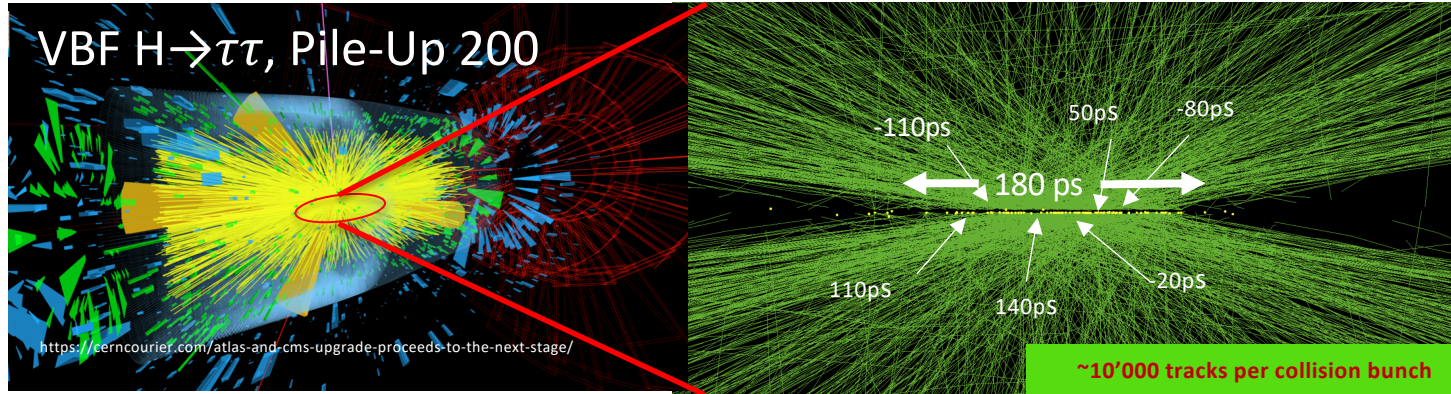 VBF H→ττ, Pile-Up 200
https://cerncourier.com/atlas-and-cms-upgrade-proceeds-to-the-next-stage/
50pS
-80pS
-110ps
180 ps
110pS
140pS
-20pS
~10’000 tracks per collision bunch